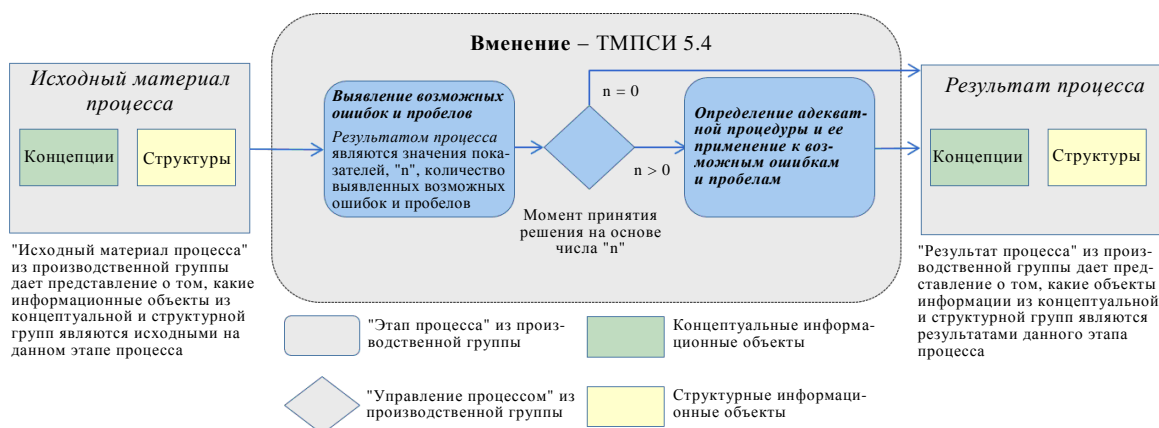 Вменение – ТМПСИ 5.4
Исходный материал
процесса
Концепции
Структуры
"Исходный материал процесса"
из производственной группы
дает представление о том, какие
информационные объекты из
концептуальной и структурной
групп являются исходными на
данном этапе процесса
Выявление возможных
ошибок и пробелов
Результатом процесса
являются значения пока-
зателей, "n", количество
выявленных возможных
ошибок и пробелов
n = 0
n > 0
Момент принятия
решения на основе
числа "n"
Определение адекват-
ной процедуры и ее
применение к воз-
можным ошибкам
и пробелам
Результат процесса
Концепции
Структуры
"Результат процесса" из произ-
водственной группы дает пред-
ставление о том, какие объекты
информации из концептуальной
и структурной групп являются
результатами данного этапа
процесса
"Этап процесса" из произ-
водственной группы
Концептуальные информа-
ционные объекты
"Управление процессом" из
производственной группы
Структурные информаци-
онные объекты